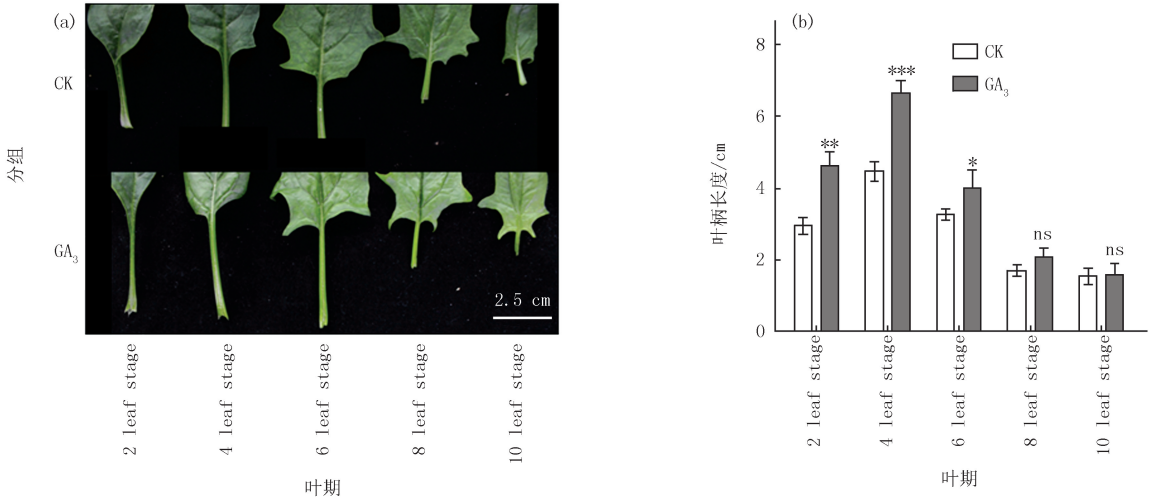 (a)
CK
分组
GA3
2.5 cm
2 leaf stage
4 leaf stage
6 leaf stage
8 leaf stage
10 leaf stage
叶期
(b)
CK
GA3
叶柄长度/cm
8
6
4
2
0
**
***
*
ns
ns
2 leaf stage
4 leaf stage
6 leaf stage
8 leaf stage
10 leaf stage
叶期